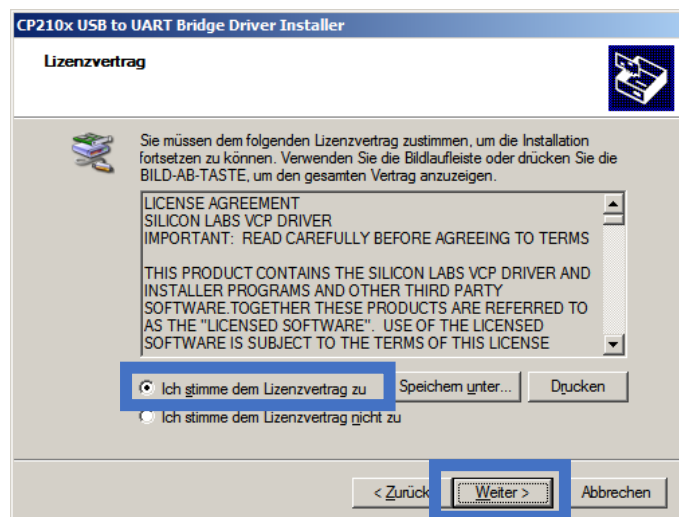 CP210x USB to UART Bridge Driver Installer
Lizenzvertrag
Sie müssen dem folgenden Lizenzvertrag zustimmen, um die Installation
fortsetzen zu können. Verwenden Sie die Bildlaufleiste oder drücken Sie die
BILD-AB-TASTE, um den gesamten Vertrag anzuzeigen.
LICENSE AGREEMENT
SILICON LABS VCP DRIVER
IMPORTANT: READ CAREFULLY BEFORE AGREEING TO TERMS
THIS PRODUCT CONTAINS THE SILICON LABS VCP DRIVER AND
INSTALLER PROGRAMS AND OTHER THIRD PARTY
SOFTWARE.TOGETHER THESE PRODUCTS ARE REFERRED TO
AS THE "LICENSED SOFTWARE". USE OF THE LICENSED
SOFTWARE IS SUBJECT TO THE TERMS OF THIS LICENSE
Ich stimme dem Lizenzvertrag zu Speichern unter... Drucken
Ich stimme dem Lizenzvertrag nicht zu
< Zurück Weiter > Abbrechen